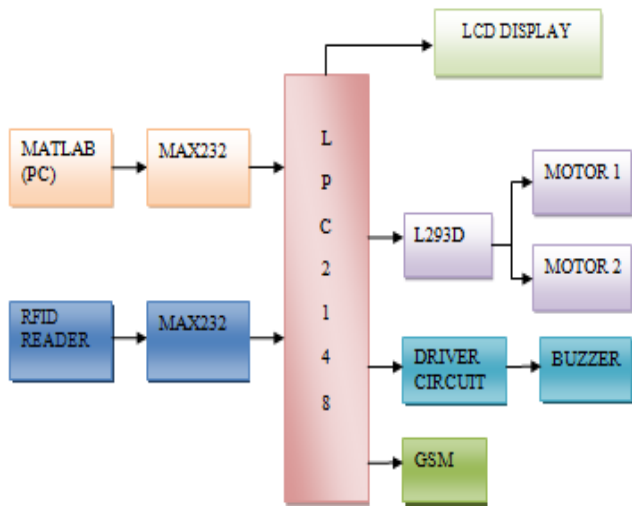 LCD DISPLAY
MATLAB
(PC)
MAX232
L
P
C
2
1
4
8
MOTOR 1
L293D
MOTOR 2
RFID
READER
MAX232
DRIVER
CIRCUIT
BUZZER
GSM